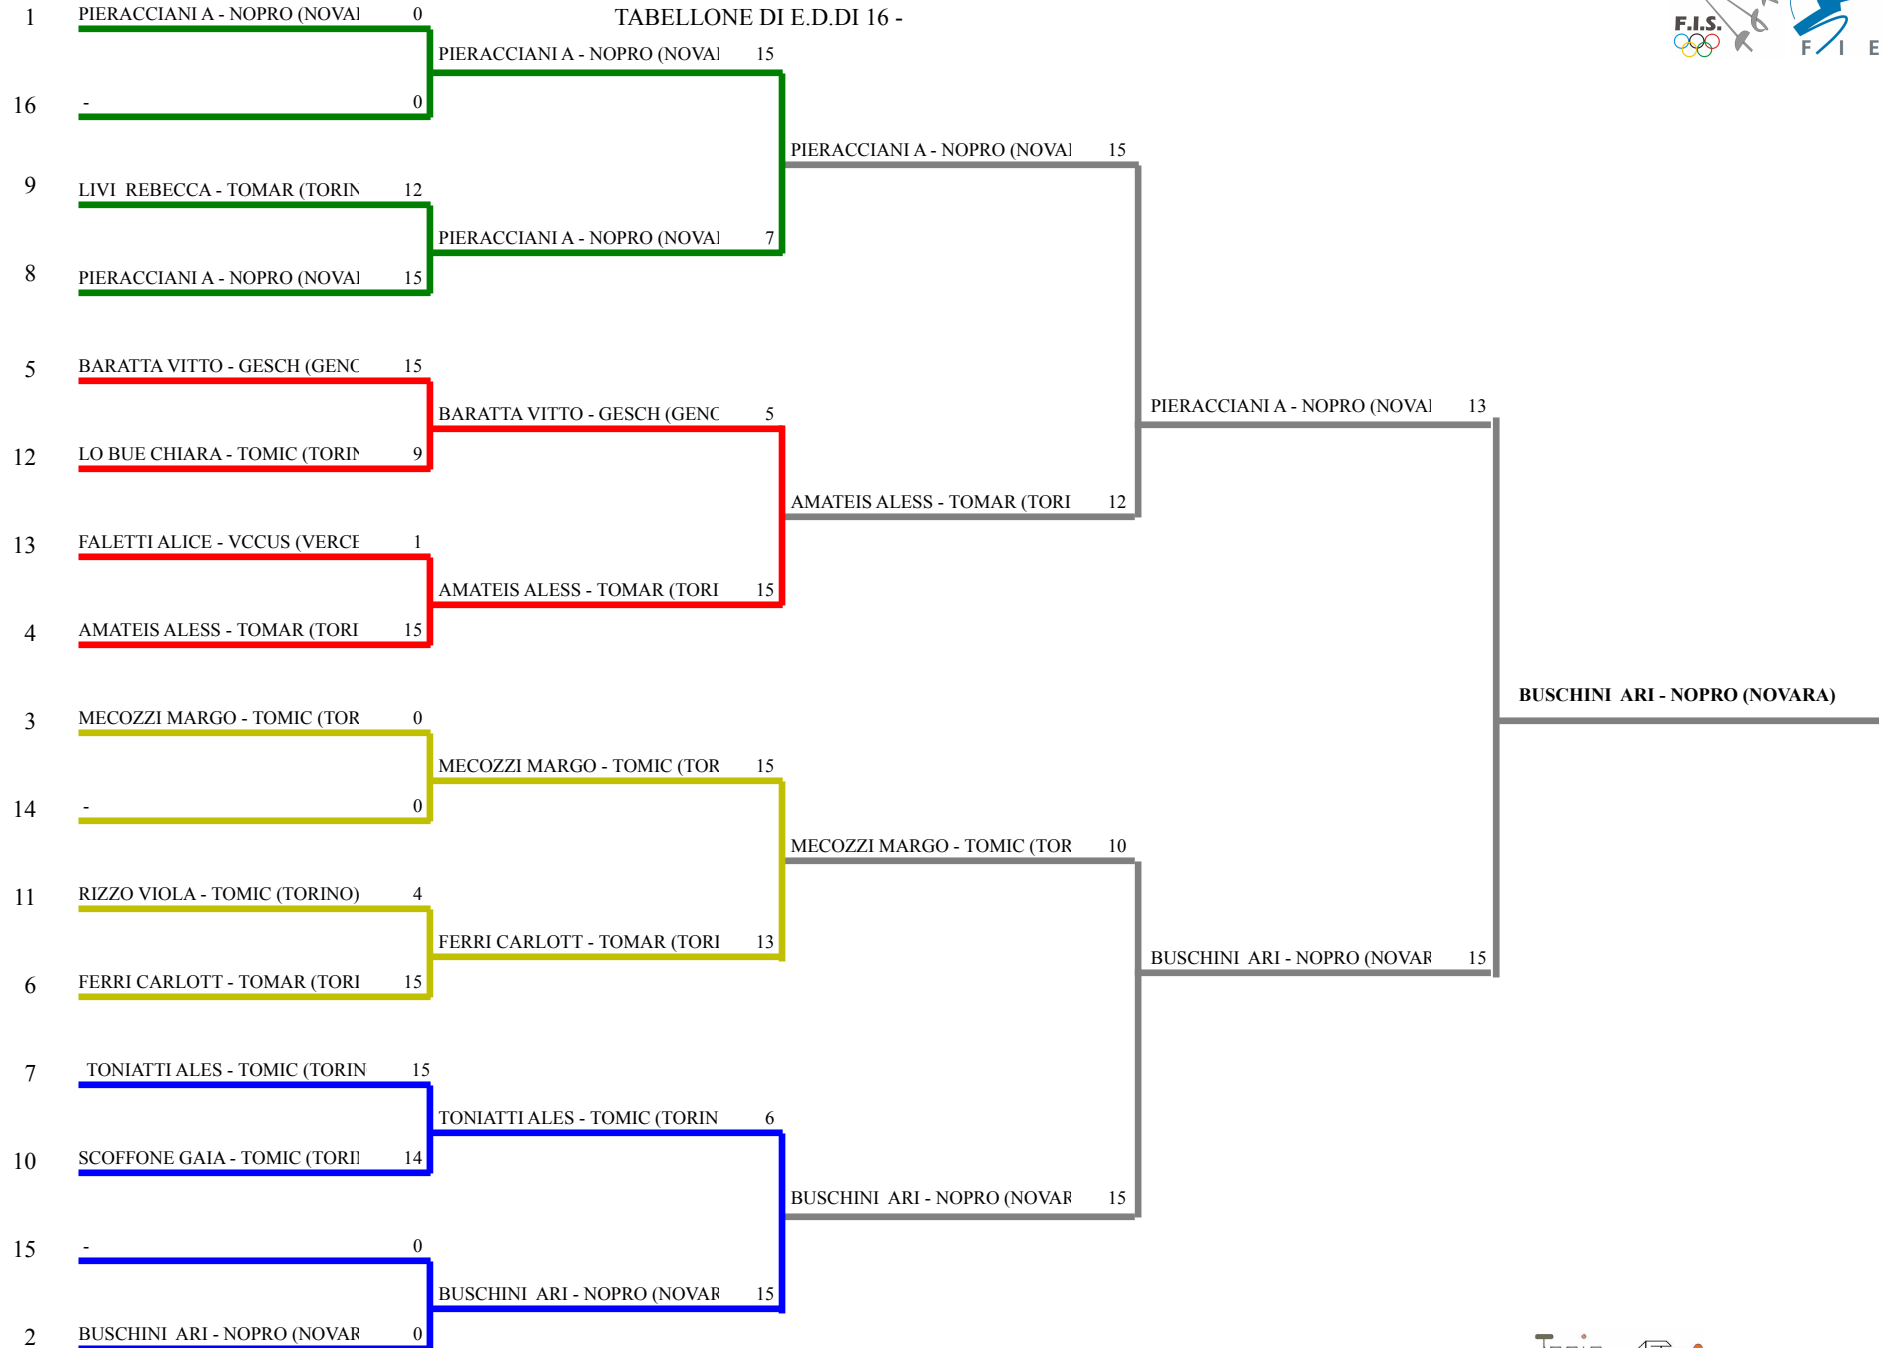 TABELLONE DI E.D.DI 16 -
F.I.S.
F I E
1 PIERACCIANI A - NOPRO (NOVAI 0
PIERACCIANI A - NOPRO (NOVAI 15
16 - 0
PIERACCIANI A - NOPRO (NOVAI 15
9 LIVI REBECCA - TOMAR (TORIN 12
PIERACCIANI A - NOPRO (NOVAI 7
8 PIERACCIANI A - NOPRO (NOVAI 15
5 BARATTA VITTO - GESCH (GENC 15
PIERACCIANI A - NOPRO (NOVAI 13
BARATTA VITTO - GESCH (GENC 5
12 LO BUE CHIARA - TOMIC (TORIN 9
AMATEIS ALESS - TOMAR (TORI 12
13 FALETTI ALICE - VCCUS (VERCE 1
AMATEIS ALESS - TOMAR (TORI 15
4 AMATEIS ALESS - TOMAR (TORI 15
BUSCHINI ARI - NOPRO (NOVARA)
3 MECOZZI MARGO - TOMIC (TOR 0
MECOZZI MARGO - TOMIC (TOR 15
14 - 0
MECOZZI MARGO - TOMIC (TOR 10
11 RIZZO VIOLA - TOMIC (TORINO) 4
FERRI CARLOTT - TOMAR (TORI 13
BUSCHINI ARI - NOPRO (NOVAR 15
6 FERRI CARLOTT - TOMAR (TORI 15
7 TONIATTI ALES - TOMIC (TORIN 15
TONIATTI ALES - TOMIC (TORIN 6
10 SCOFFONE GAIA - TOMIC (TORII 14
BUSCHINI ARI - NOPRO (NOVAR 15
15 - 0
BUSCHINI ARI - NOPRO (NOVAR 15
2 BUSCHINI ARI - NOPRO (NOVAR 0